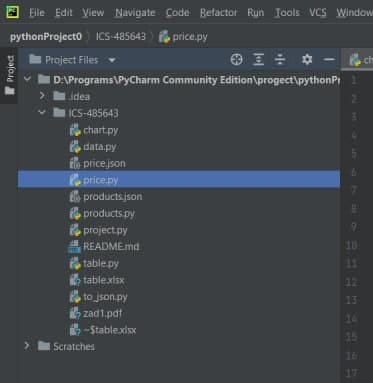 PC File Edit View Navigate Code Refactor Run Tools VCS Window
pythonProject0 ICS-485643 price.py
Project
Project Files
D:\Programs\PyCharm Community Edition\progect\pythonPr
.idea
ICS-485643
chart.py
data.py
price.json
price.py
products.json
products.py
project.py
README.md
table.py
table.xlsx
to_json.py
zad1.pdf
~$table.xlsx
Scratches
ch
1
2
3
4
5
6
7
8
9
10
11
12
13
14
15
16
17